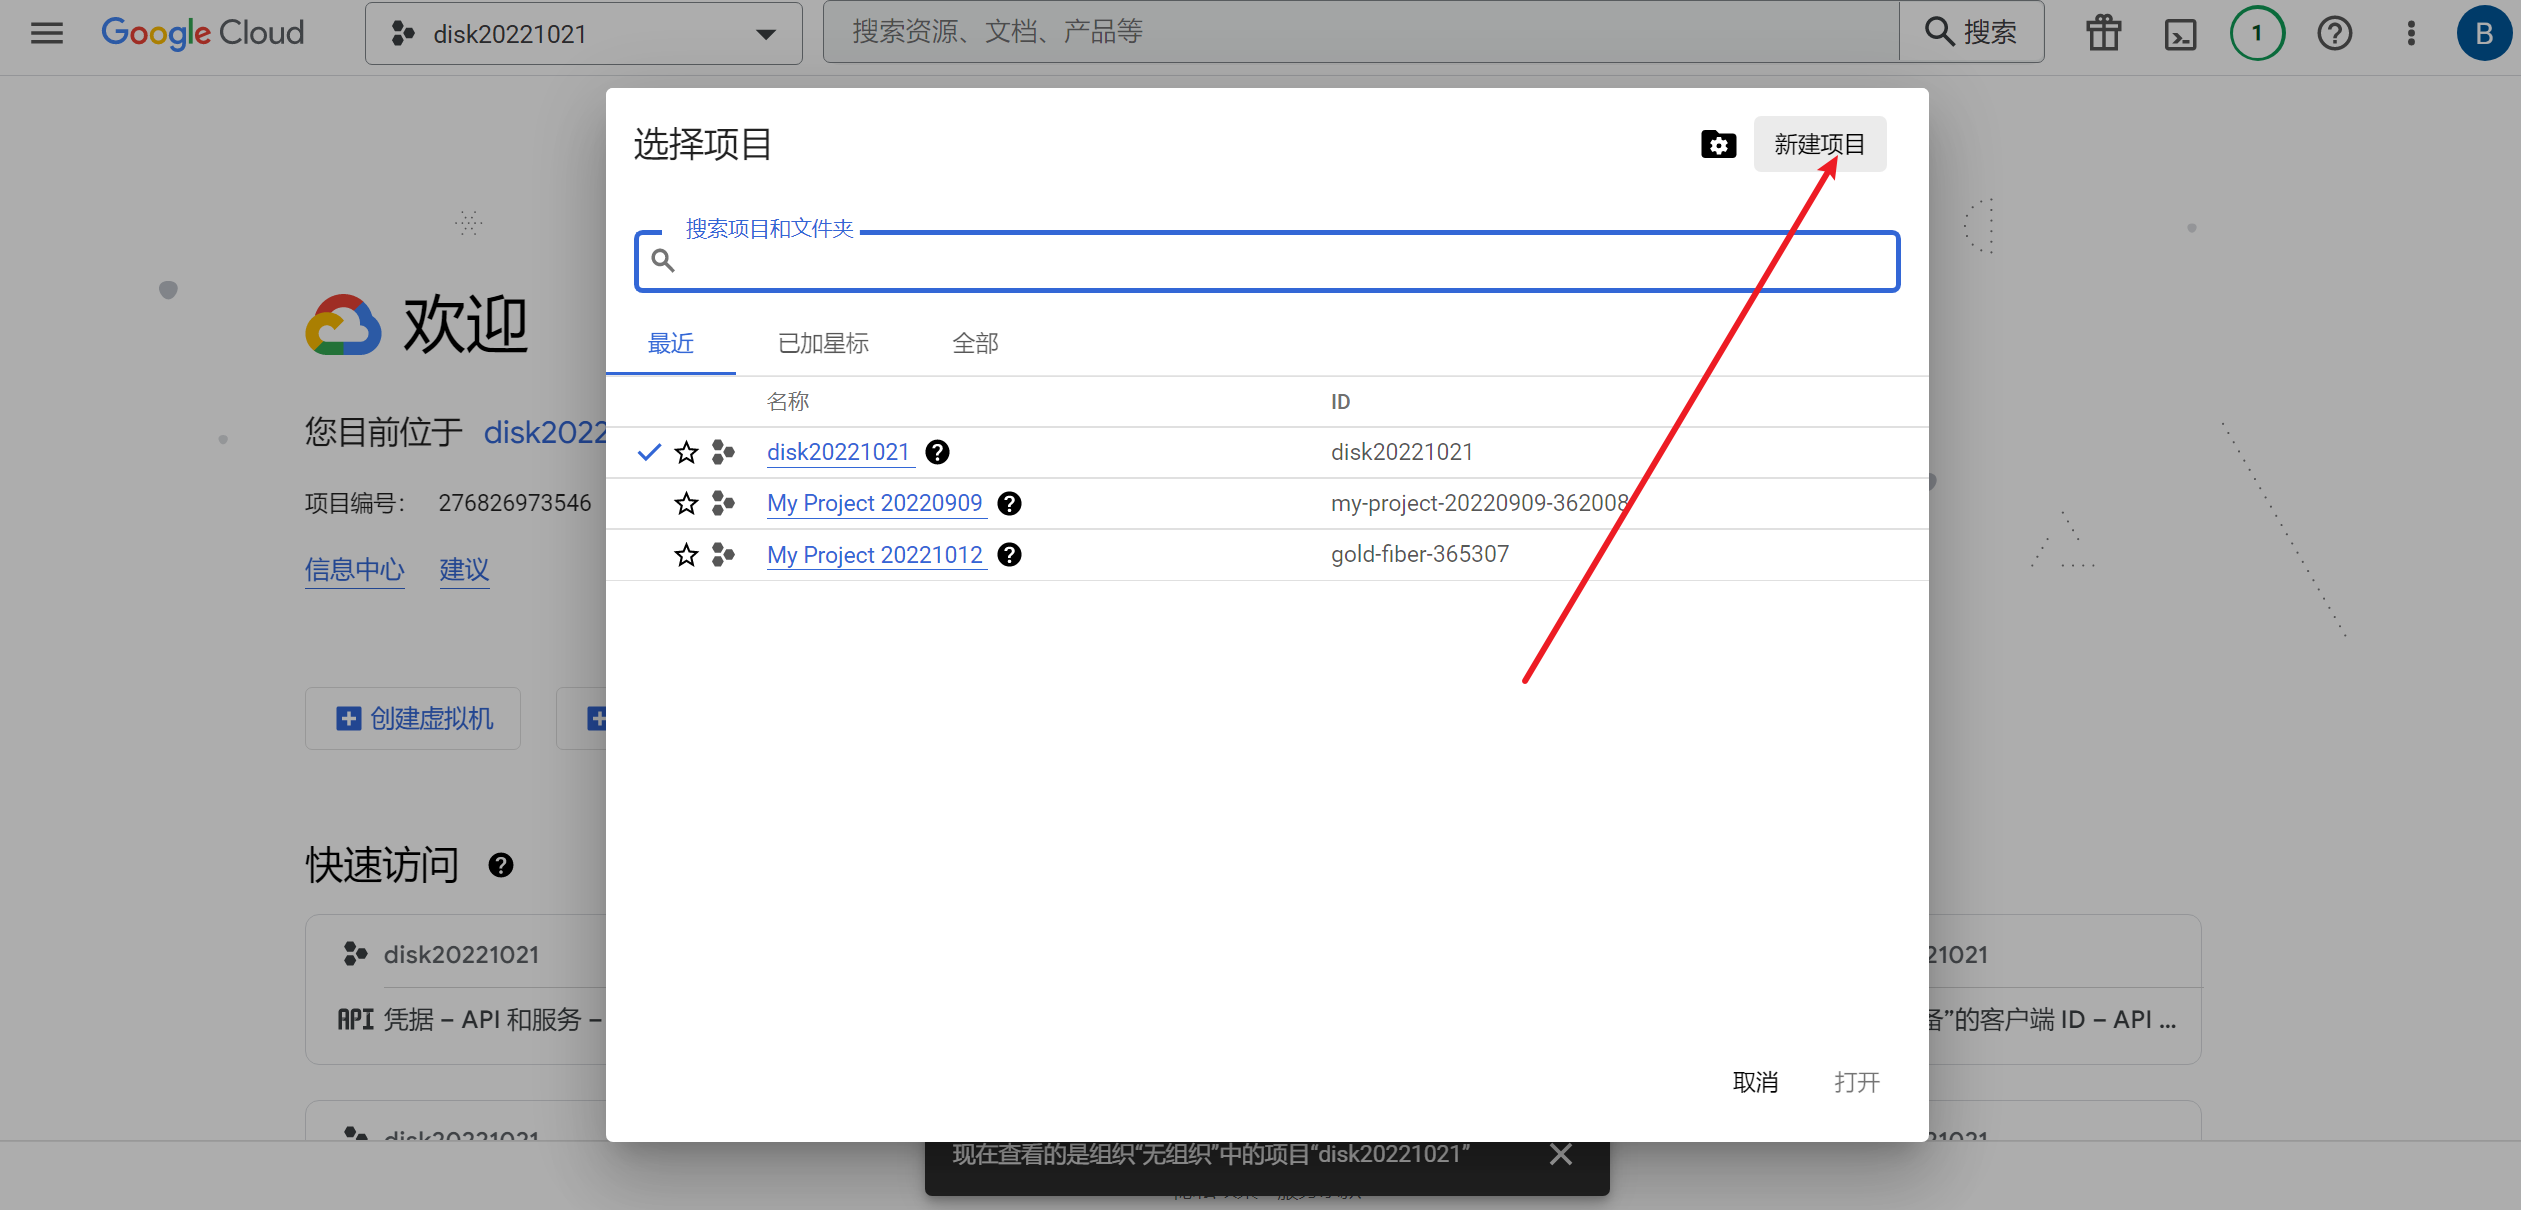 Google Cloud
disk20221021
搜索资源、文档、产品等
搜索
1
B
选择项目
新建项目
搜索项目和文件夹
最近
已加星标
全部
名称
ID
disk20221021
disk20221021
My Project 20220909
my-project-20220909-362008
My Project 20221012
gold-fiber-365307
取消
打开
欢迎
您目前位于 disk2022
项目编号： 276826973546
信息中心
建议
创建虚拟机
快速访问
disk20221021
21021
API 凭据 – API 和服务 –
备”的客户端 ID – API ...
disk20221021
21021
现在查看的是组织“无组织”中的项目“disk20221021”